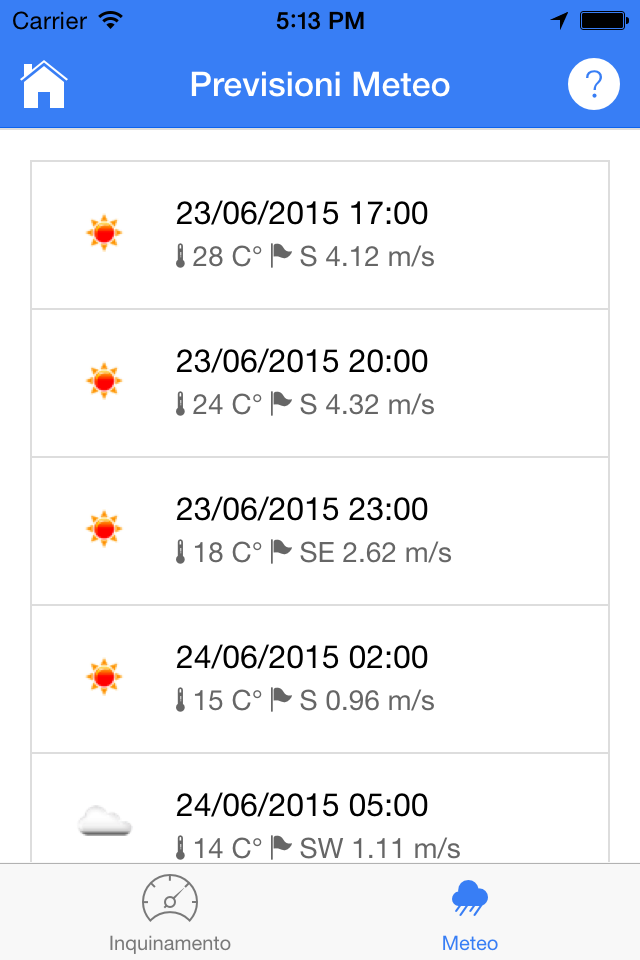 Carrier 5:13 PM
Previsioni Meteo
?
23/06/2015 17:00
28 C° S 4.12 m/s
23/06/2015 20:00
24 C° S 4.32 m/s
23/06/2015 23:00
18 C° SE 2.62 m/s
24/06/2015 02:00
15 C° S 0.96 m/s
24/06/2015 05:00
14 C° SW 1.11 m/s
Inquinamento Meteo